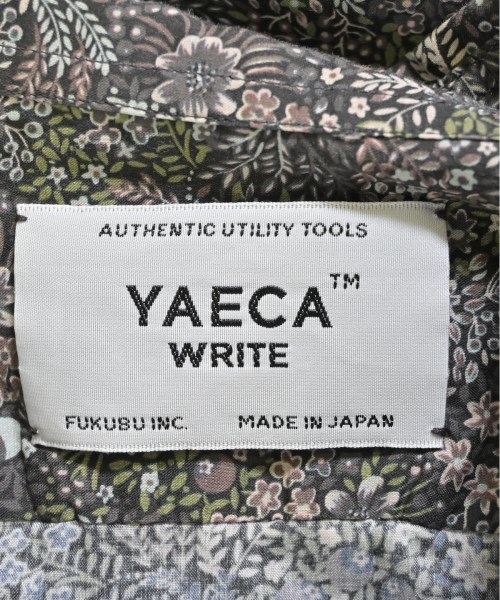 AUTHENTIC UTILITY TOOLS
YAECA™
WRITE
FUKUBU INC. MADE IN JAPAN